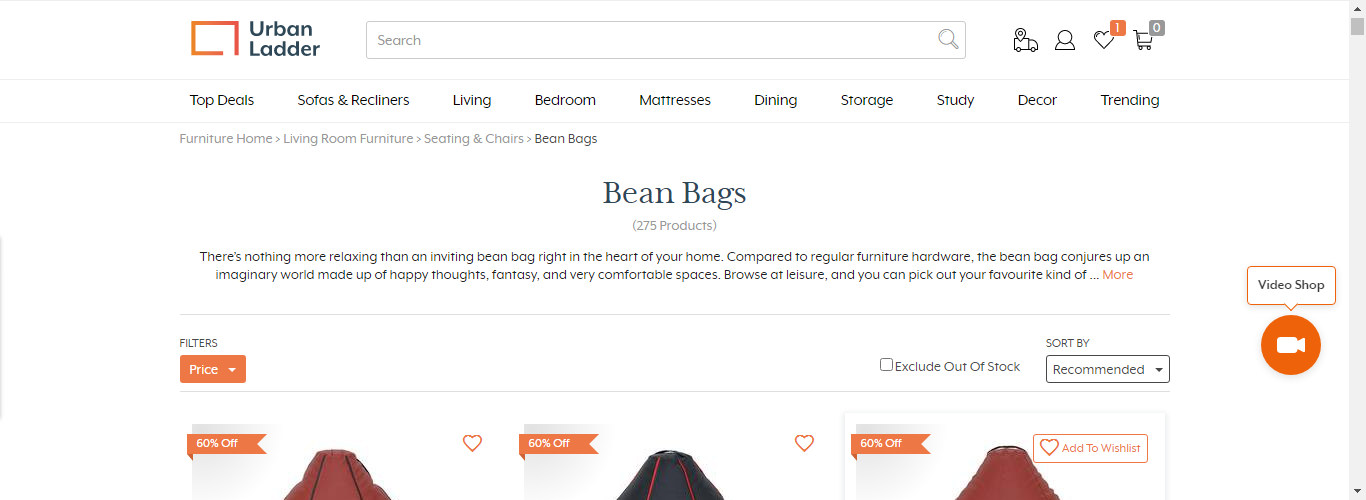 Urban
Ladder
Search
1
0
Top Deals Sofas & Recliners Living Bedroom Mattresses Dining Storage Study Decor Trending
Furniture Home > Living Room Furniture > Seating & Chairs > Bean Bags
Bean Bags
(275 Products)
There's nothing more relaxing than an inviting bean bag right in the heart of your home. Compared to regular furniture hardware, the bean bag conjures up an
imaginary world made up of happy thoughts, fantasy, and very comfortable spaces. Browse at leisure, and you can pick out your favourite kind of ... More
Video Shop
FILTERS
Price
Exclude Out Of Stock
SORT BY
Recommended
60% Off
60% Off
60% Off
Add To Wishlist